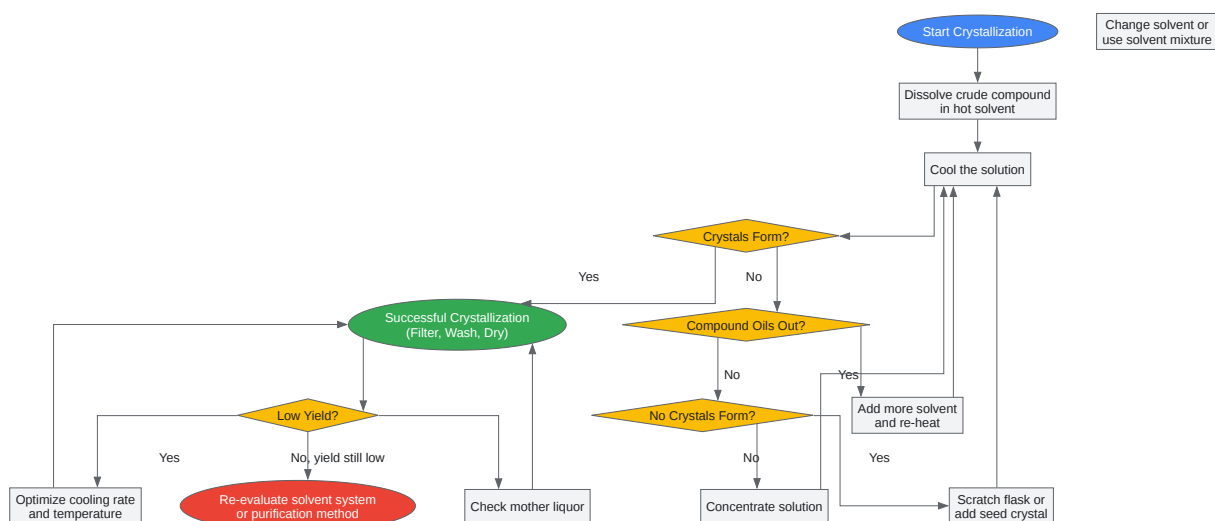 Start Crystallization
Change solvent or
use solvent mixture
Dissolve crude compound
in hot solvent
Cool the solution
Crystals Form?
Yes
No
Successful Crystallization
(Filter, Wash, Dry)
Compound Oils Out?
No
Yes
Low Yield?
No Crystals Form?
Add more solvent
and re-heat
Yes
No, yield still low
No
Yes
Optimize cooling rate
and temperature
Re-evaluate solvent system
or purification method
Check mother liquor
Concentrate solution
Scratch flask or
add seed crystal